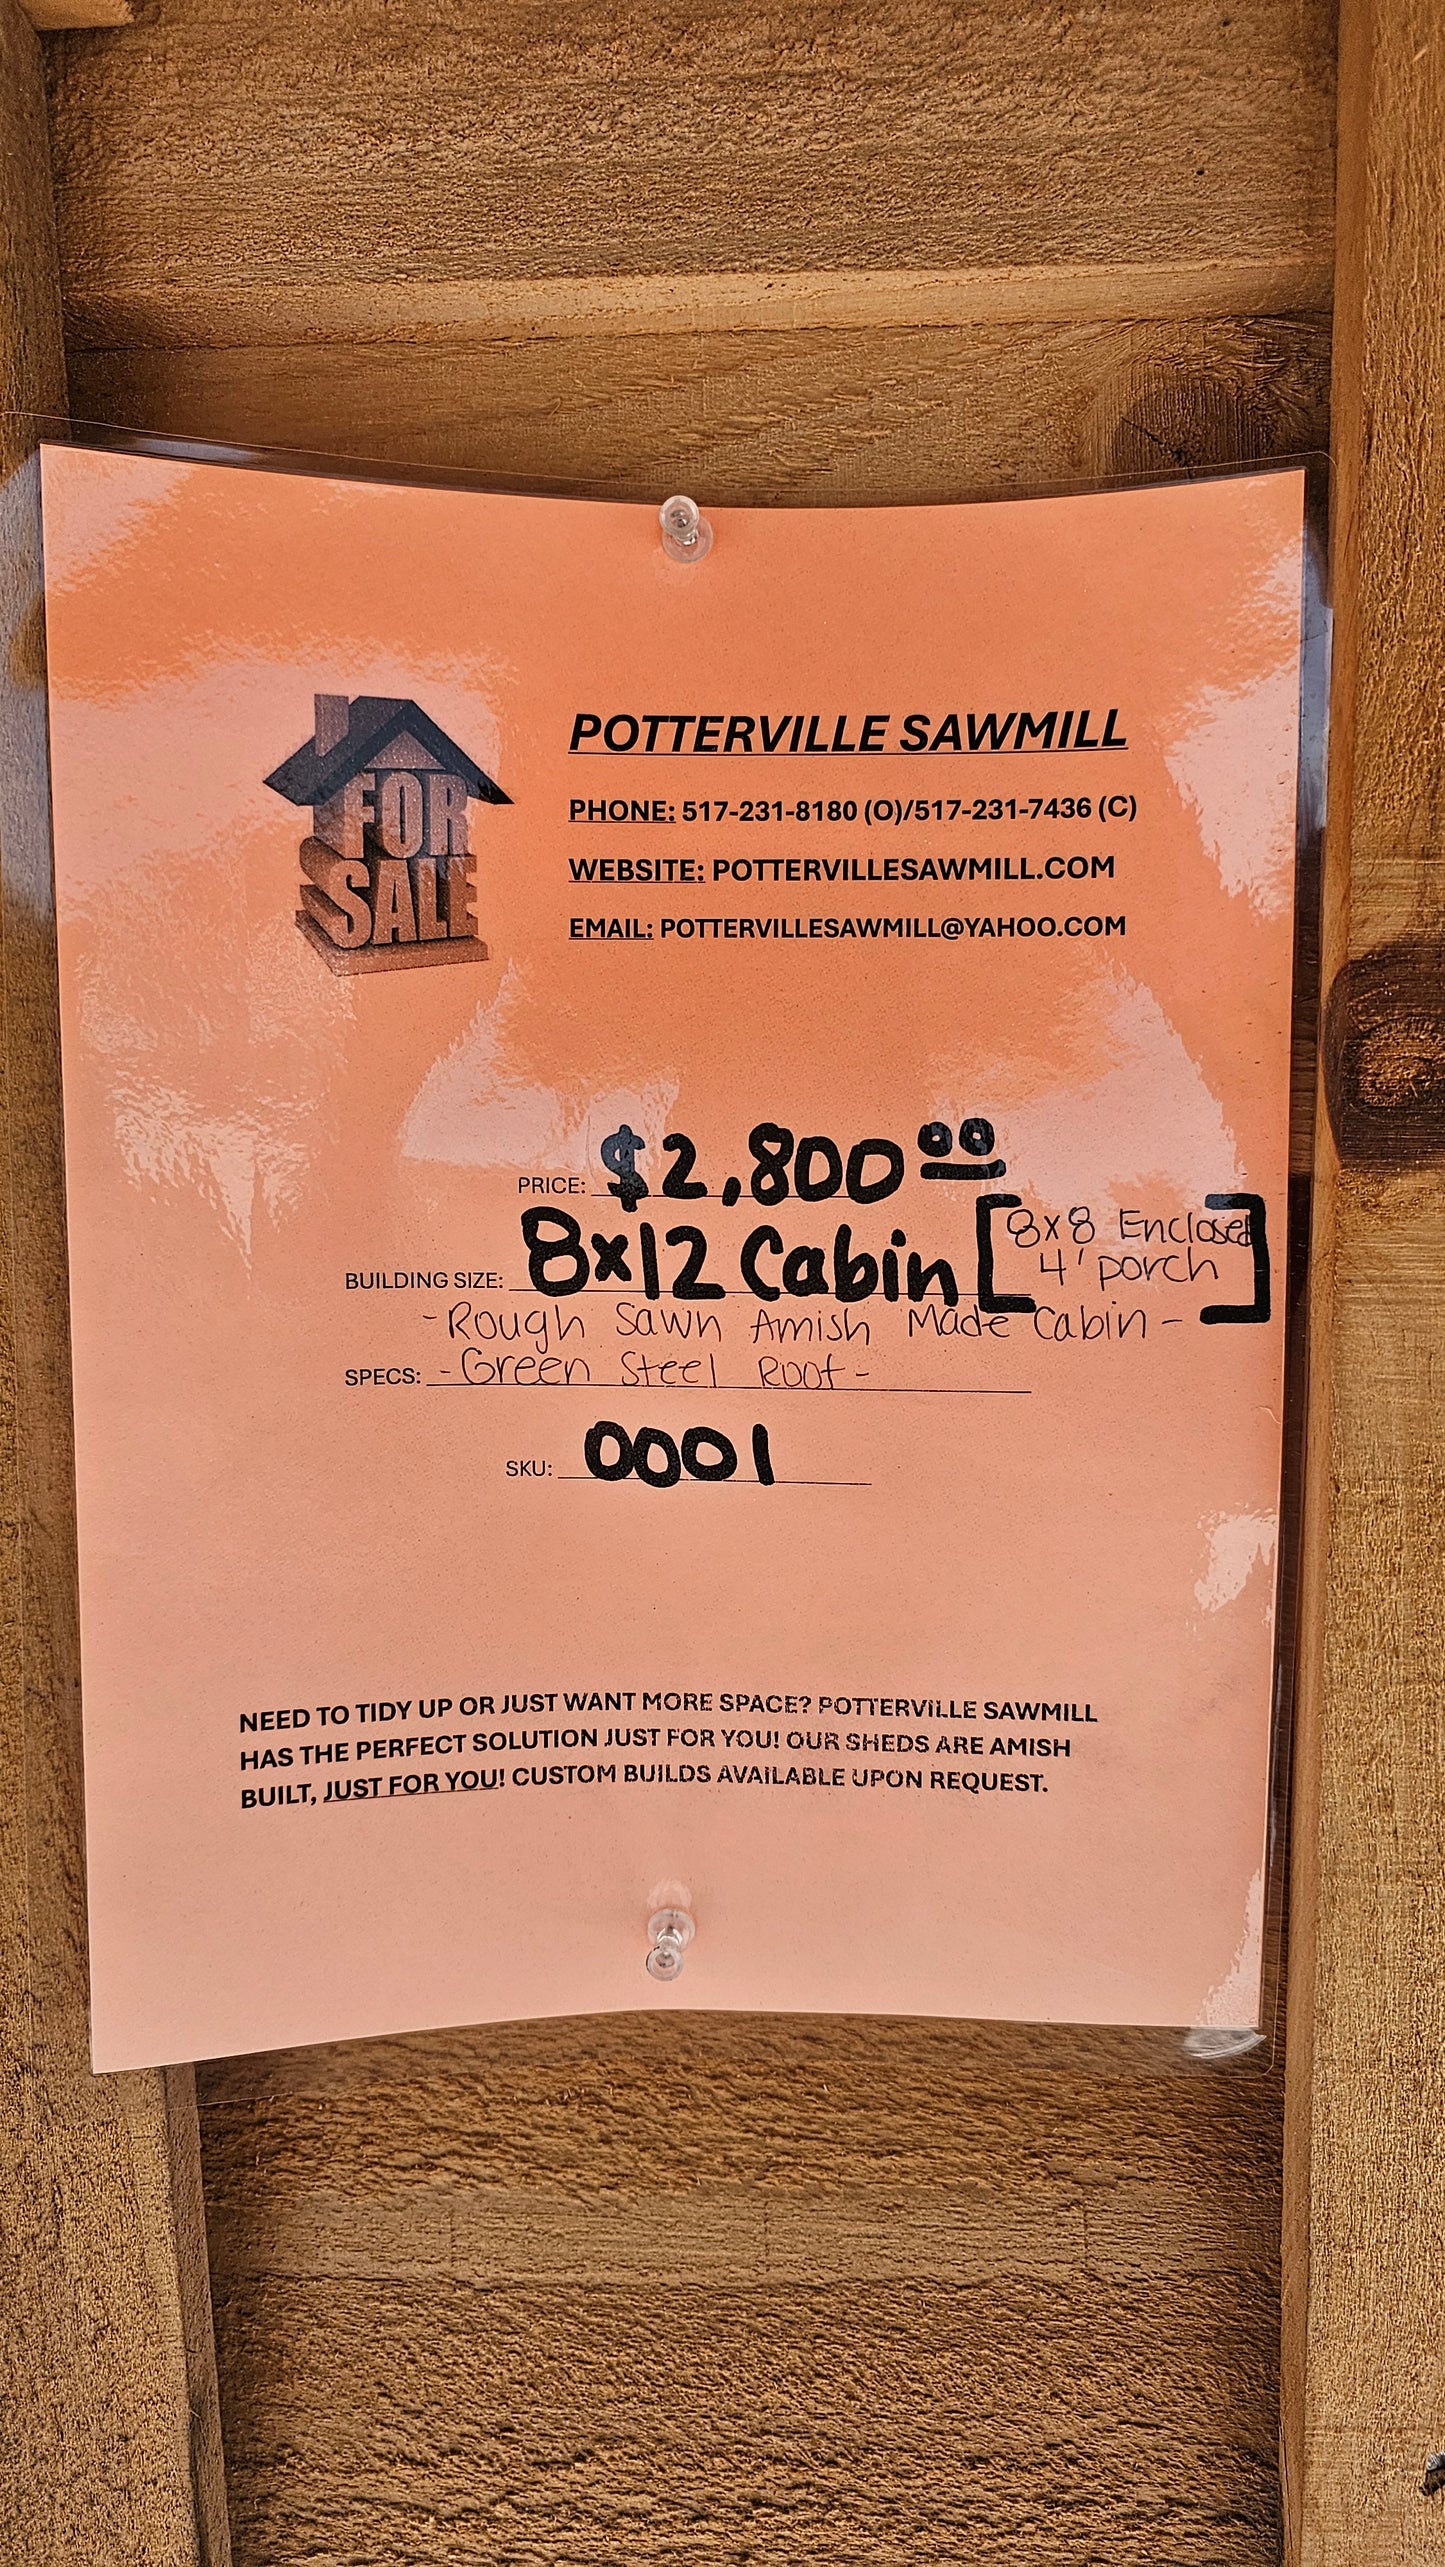 FOR
SALE
POTTERVILLE SAWMILL
PHONE: 517-231-8180 (O)/517-231-7436 (C)
WEBSITE: POTTERVILLESAWMILL.COM
EMAIL: POTTERVILLESAWMILL@YAHOO.COM
PRICE: $2,800 00
BUILDING SIZE: 8x12 Cabin [8x8 Enclosed
4' porch]
-Rough Sawn Amish Made Cabin-
SPECS: -Green Steel Roof-
SKU: 0001
NEED TO TIDY UP OR JUST WANT MORE SPACE? POTTERVILLE SAWMILL
HAS THE PERFECT SOLUTION JUST FOR YOU! OUR SHEDS ARE AMISH
BUILT, JUST FOR YOU! CUSTOM BUILDS AVAILABLE UPON REQUEST.